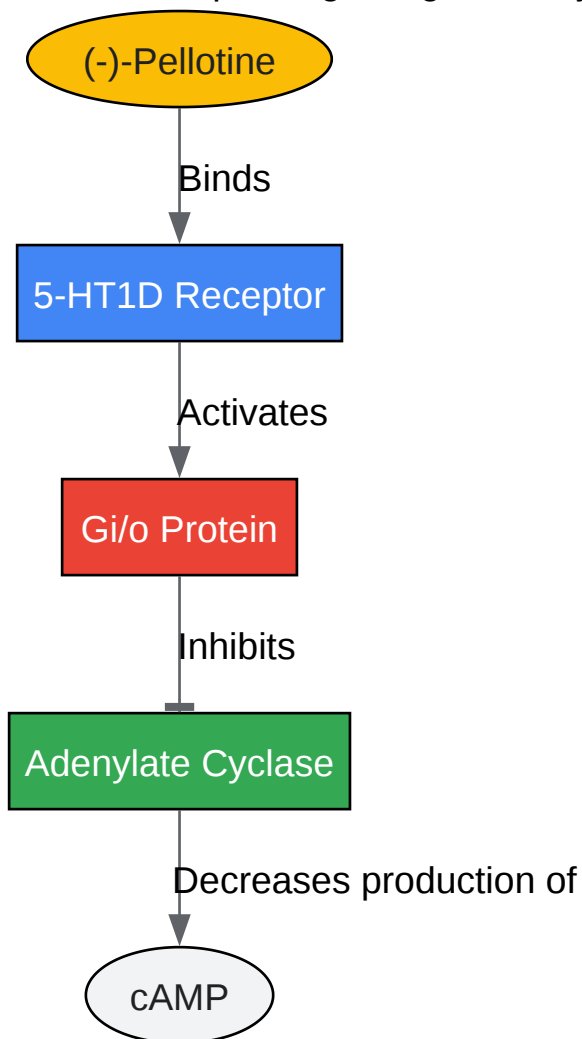 (-)-Pellotine
Binds
5-HT1D Receptor
Activates
Gi/o Protein
Inhibits
Adenylate Cyclase
Decreases production of
cAMP